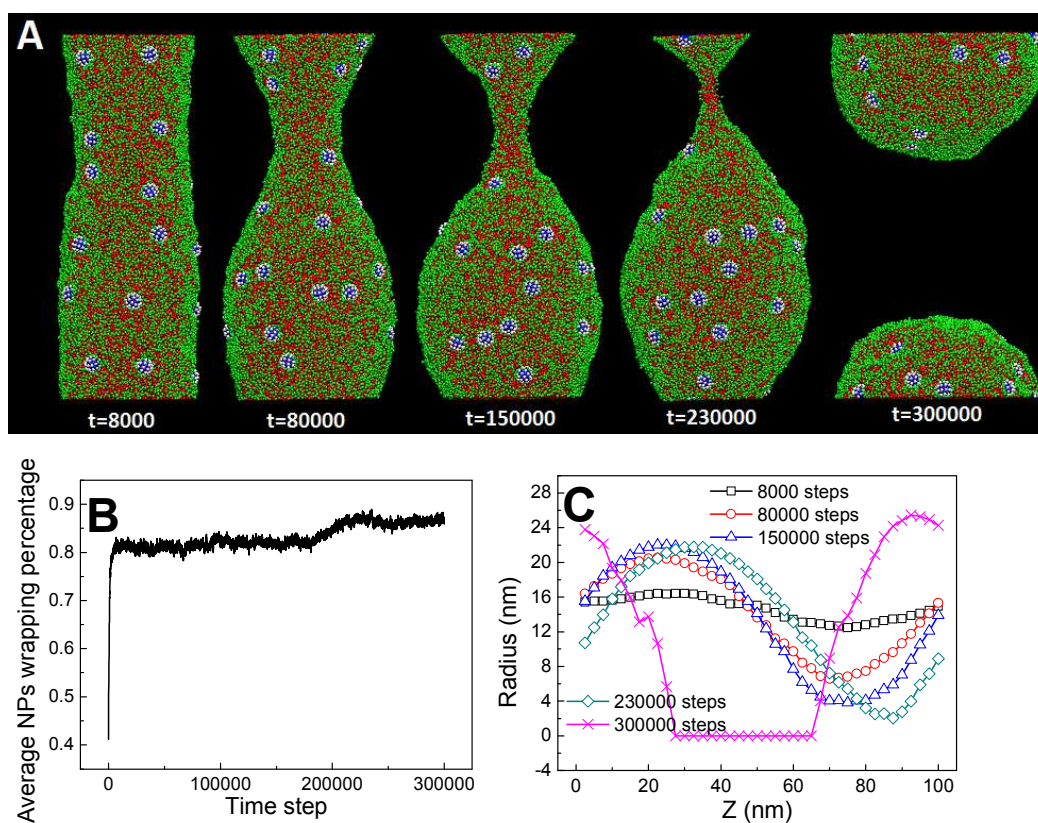 A
t=8000
t=80000
t=150000
t=230000
t=300000
B
Average NPs wrapping percentage
0.9
0.8
0.7
0.6
0.5
0.4
0
100000
200000
300000
Time step
C
8000 steps
80000 steps
150000 steps
230000 steps
300000 steps
Radius (nm)
28
24
20
16
12
8
4
0
-4
0
20
40
60
80
100
Z (nm)